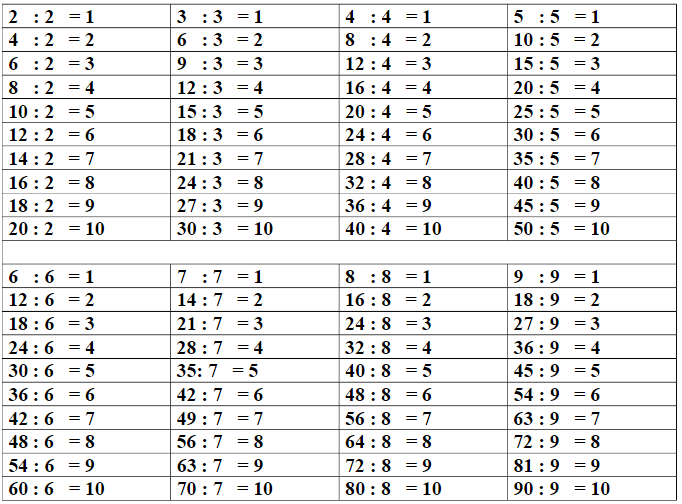 2 : 2 = 1 3 : 3 = 1 4 : 4 = 1 5 : 5 = 1
4 : 2 = 2 6 : 3 = 2 8 : 4 = 2 10 : 5 = 2
6 : 2 = 3 9 : 3 = 3 12 : 4 = 3 15 : 5 = 3
8 : 2 = 4 12 : 3 = 4 16 : 4 = 4 20 : 5 = 4
10 : 2 = 5 15 : 3 = 5 20 : 4 = 5 25 : 5 = 5
12 : 2 = 6 18 : 3 = 6 24 : 4 = 6 30 : 5 = 6
14 : 2 = 7 21 : 3 = 7 28 : 4 = 7 35 : 5 = 7
16 : 2 = 8 24 : 3 = 8 32 : 4 = 8 40 : 5 = 8
18 : 2 = 9 27 : 3 = 9 36 : 4 = 9 45 : 5 = 9
20 : 2 = 10 30 : 3 = 10 40 : 4 = 10 50 : 5 = 10
6 : 6 = 1 7 : 7 = 1 8 : 8 = 1 9 : 9 = 1
12 : 6 = 2 14 : 7 = 2 16 : 8 = 2 18 : 9 = 2
18 : 6 = 3 21 : 7 = 3 24 : 8 = 3 27 : 9 = 3
24 : 6 = 4 28 : 7 = 4 32 : 8 = 4 36 : 9 = 4
30 : 6 = 5 35: 7 = 5 40 : 8 = 5 45 : 9 = 5
36 : 6 = 6 42 : 7 = 6 48 : 8 = 6 54 : 9 = 6
42 : 6 = 7 49 : 7 = 7 56 : 8 = 7 63 : 9 = 7
48 : 6 = 8 56 : 7 = 8 64 : 8 = 8 72 : 9 = 8
54 : 6 = 9 63 : 7 = 9 72 : 8 = 9 81 : 9 = 9
60 : 6 = 10 70 : 7 = 10 80 : 8 = 10 90 : 9 = 10